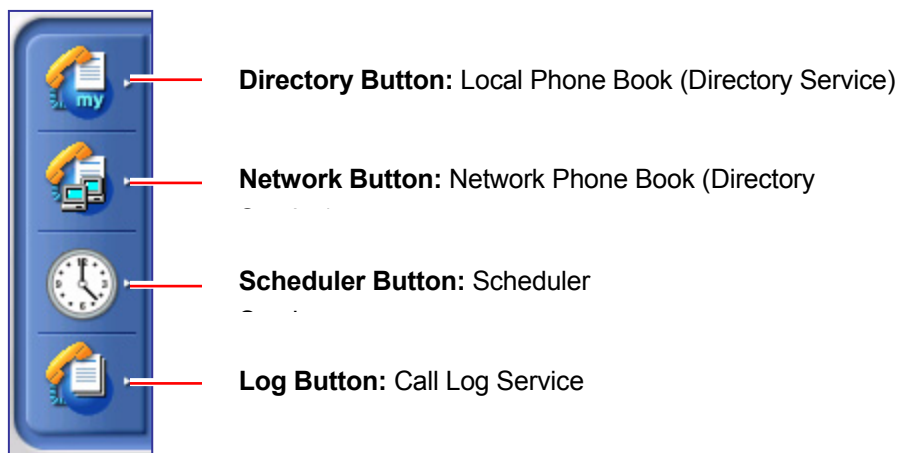 my
Directory Button: Local Phone Book (Directory Service)
Network Button: Network Phone Book (Directory
Scheduler Button: Scheduler
Log Button: Call Log Service